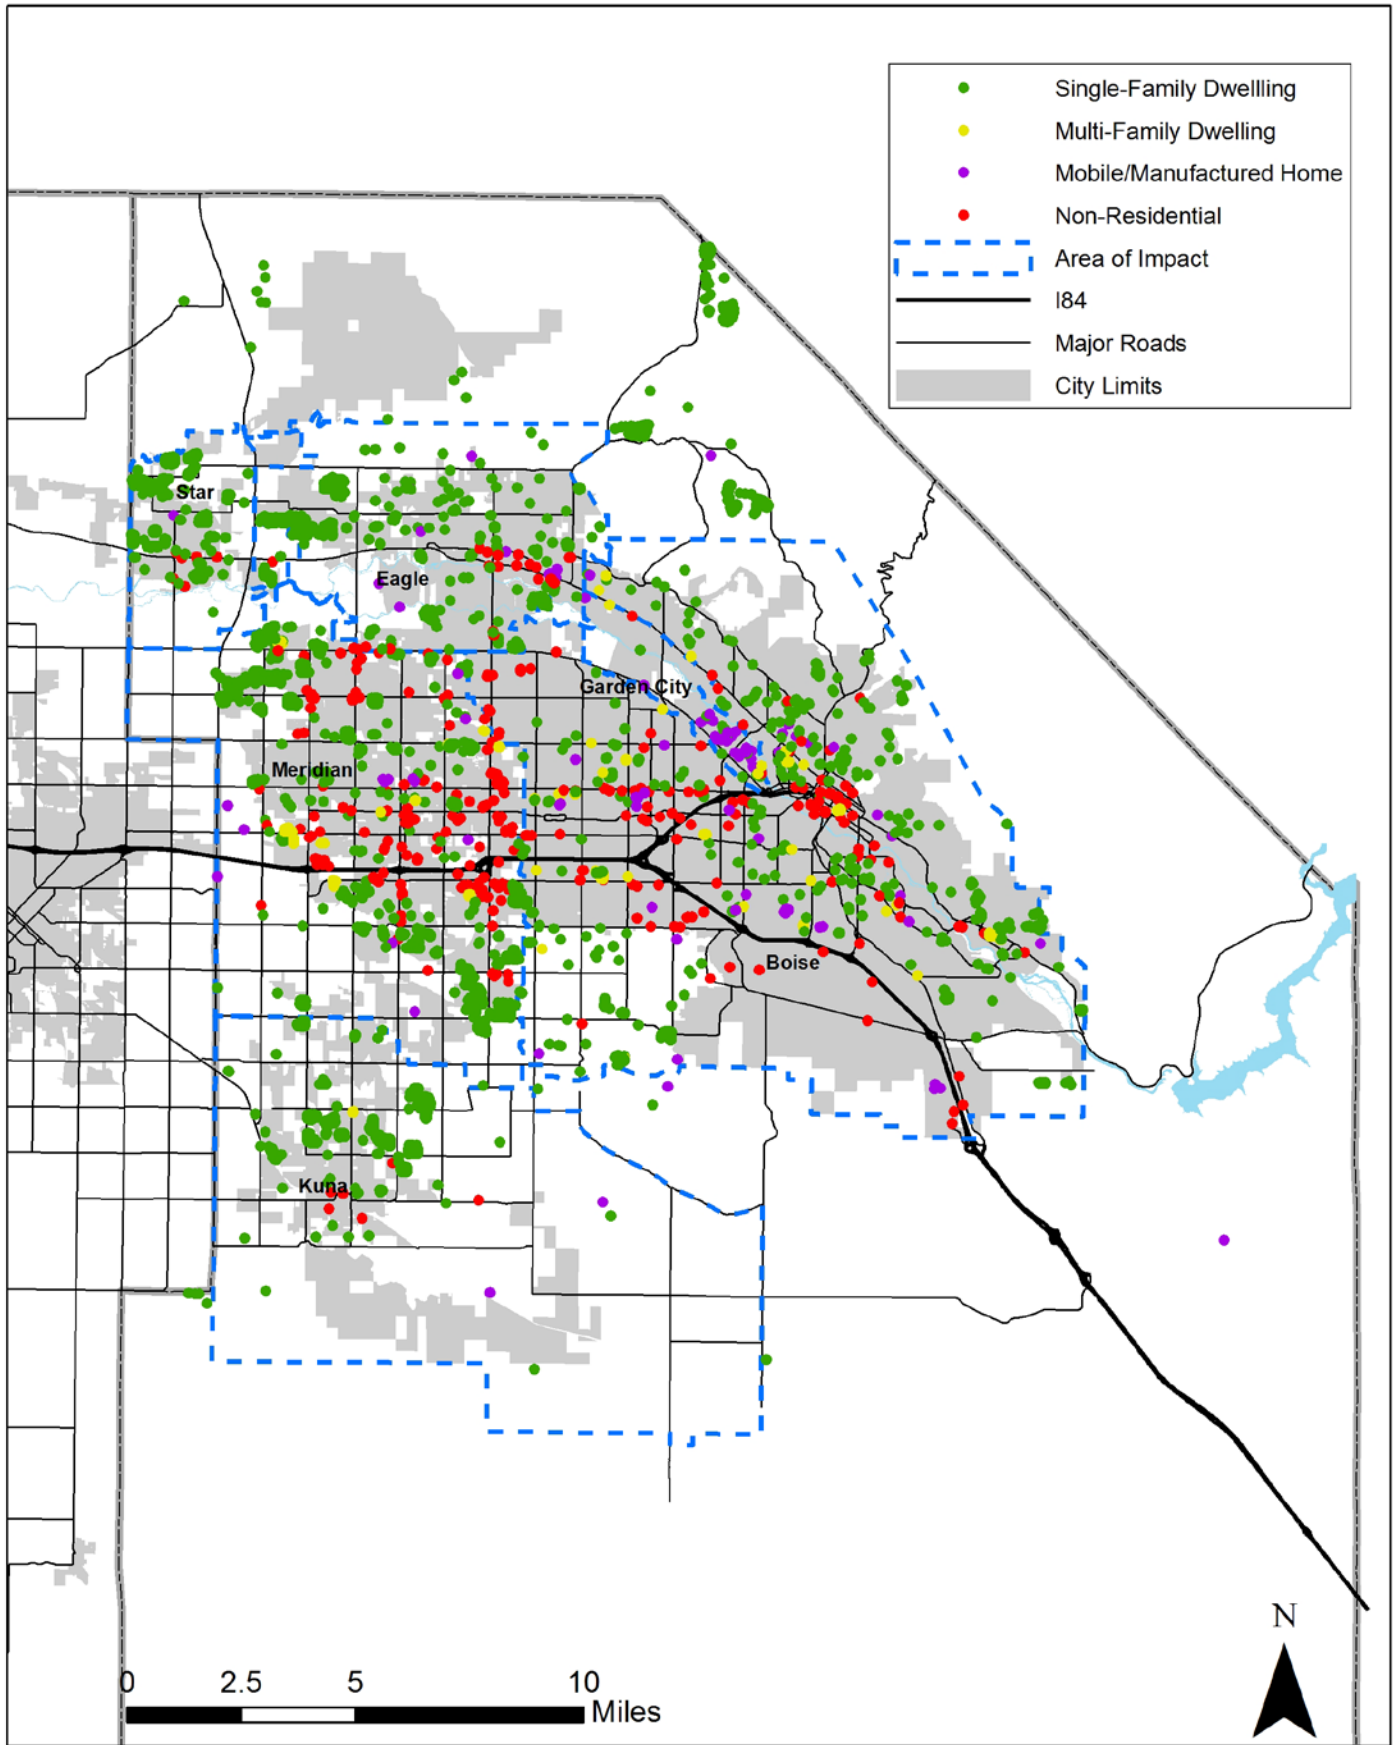 Single-Family Dwellling
Multi-Family Dwelling
Mobile/Manufactured Home
Non-Residential
Area of Impact
I84
Major Roads
City Limits
Star
Eagle
Garden City
Meridian
Boise
Kuna
N
0 2.5 5 10
Miles